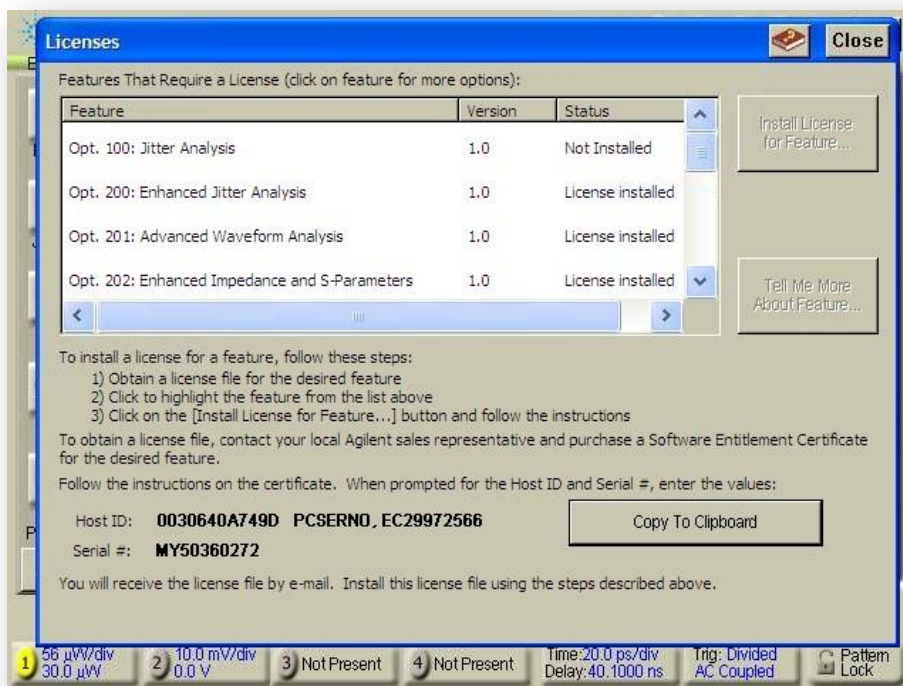 Licenses
Close
Features That Require a License (click on feature for more options):
Feature Version Status
Opt. 100: Jitter Analysis 1.0 Not Installed
Opt. 200: Enhanced Jitter Analysis 1.0 License installed
Opt. 201: Advanced Waveform Analysis 1.0 License installed
Opt. 202: Enhanced Impedance and S-Parameters 1.0 License installed
Install License
for Feature...
Tell Me More
About Feature...
To install a license for a feature, follow these steps:
1) Obtain a license file for the desired feature
2) Click to highlight the feature from the list above
3) Click on the [Install License for Feature...] button and follow the instructions
To obtain a license file, contact your local Agilent sales representative and purchase a Software Entitlement Certificate
for the desired feature.
Follow the instructions on the certificate. When prompted for the Host ID and Serial #, enter the values:
Host ID: 0030640A749D PCSERNO, EC29972566
Copy To Clipboard
Serial #: MY50360272
You will receive the license file by e-mail. Install this license file using the steps described above.
1 56 µW/div
30.0 µW
2 10.0 mV/div
0.0 V
3 Not Present
4 Not Present
Time:20.0 ps/div
Delay:40.1000 ns
Trig: Divided
AC Coupled
Pattern
Lock